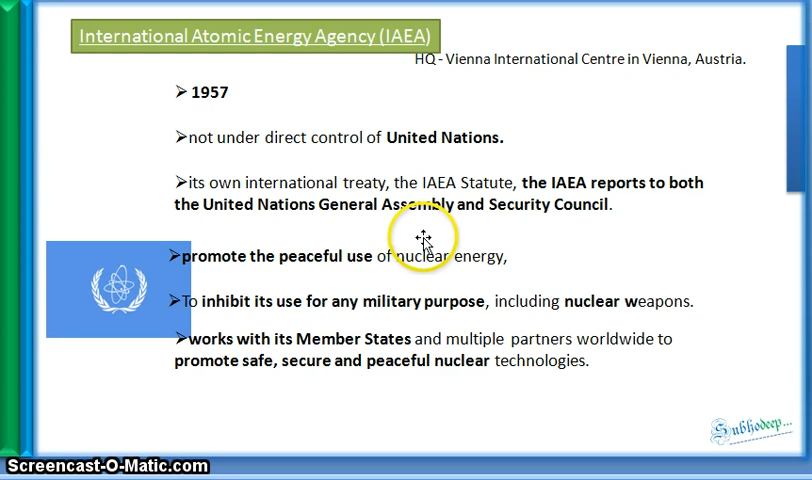 International Atomic Energy Agency (IAEA)
HQ - Vienna International Centre in Vienna, Austria.
➢ 1957
➢not under direct control of United Nations.
➢its own international treaty, the IAEA Statute, the IAEA reports to both
the United Nations General Assembly and Security Council.
➢promote the peaceful use of nuclear energy,
➢To inhibit its use for any military purpose, including nuclear weapons.
➢works with its Member States and multiple partners worldwide to
promote safe, secure and peaceful nuclear technologies.
Subhodeep...
Screencast-O-Matic.com